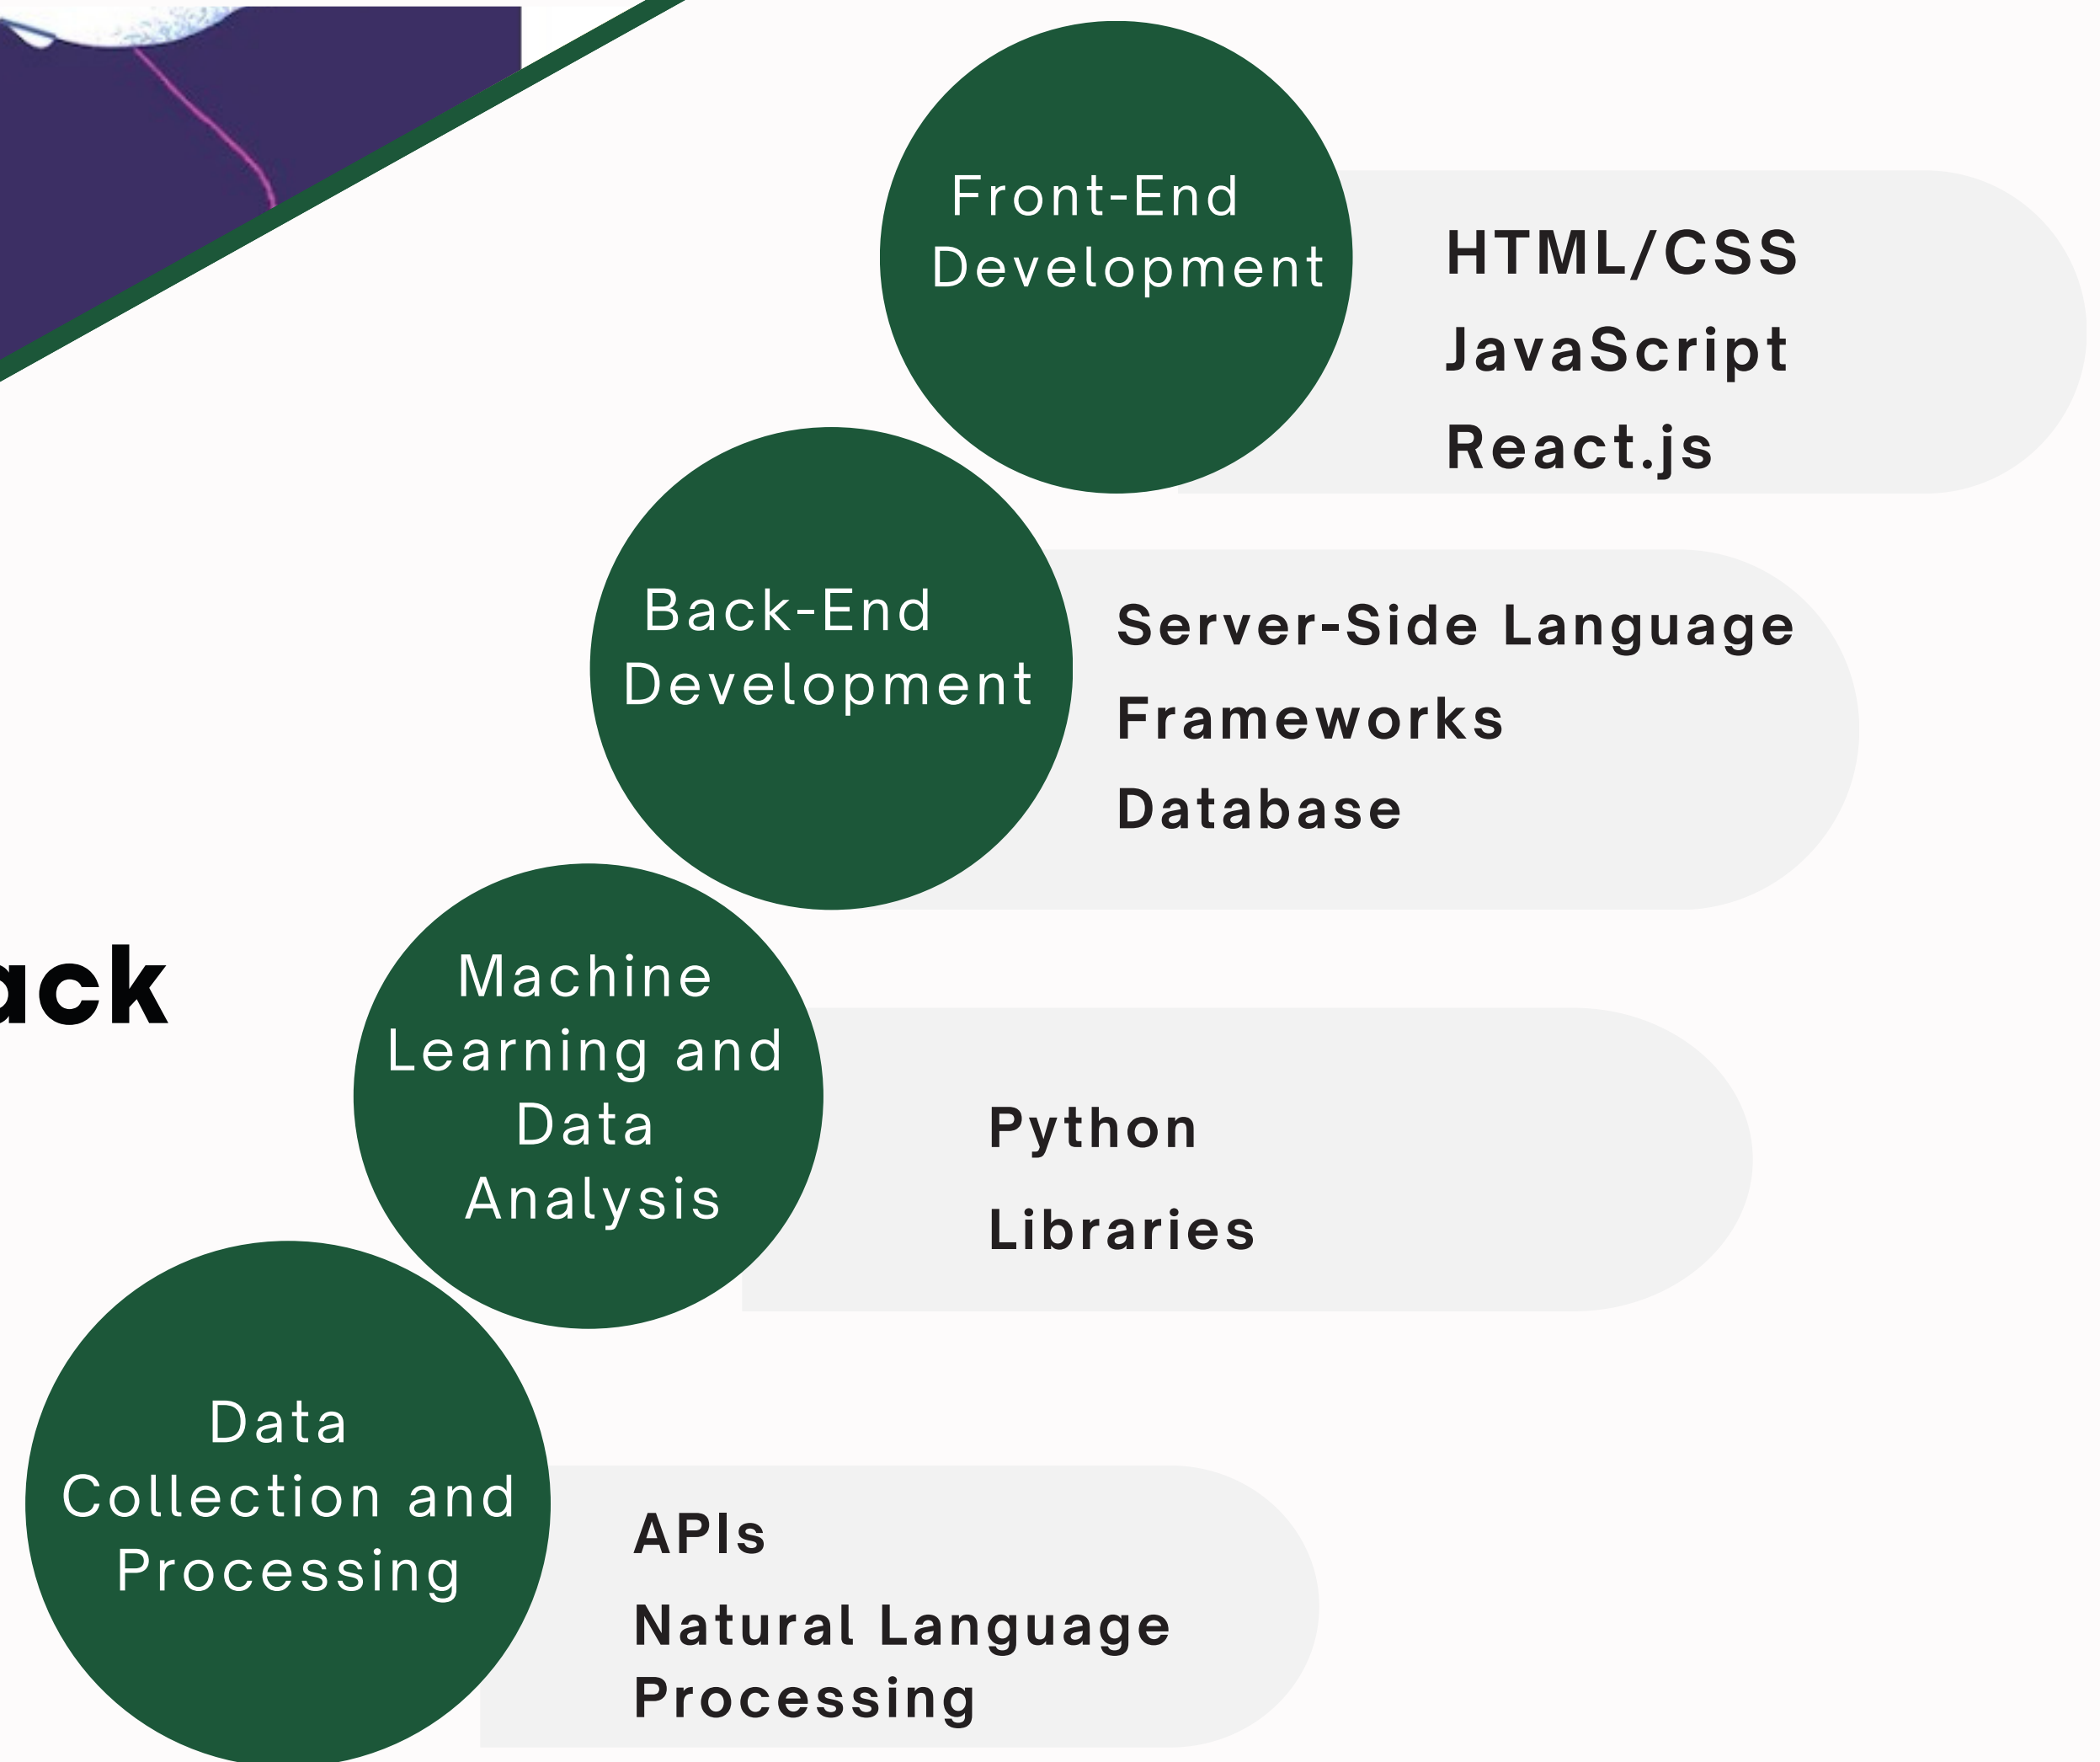 Front-End
Development
HTML/CSS
JavaScript
React.js
Back-End
Development
Server-Side Language
Frameworks
Database
ack
Machine
Learning and
Data
Analysis
Python
Libraries
Data
Collection and
Processing
APIs
Natural Language
Processing